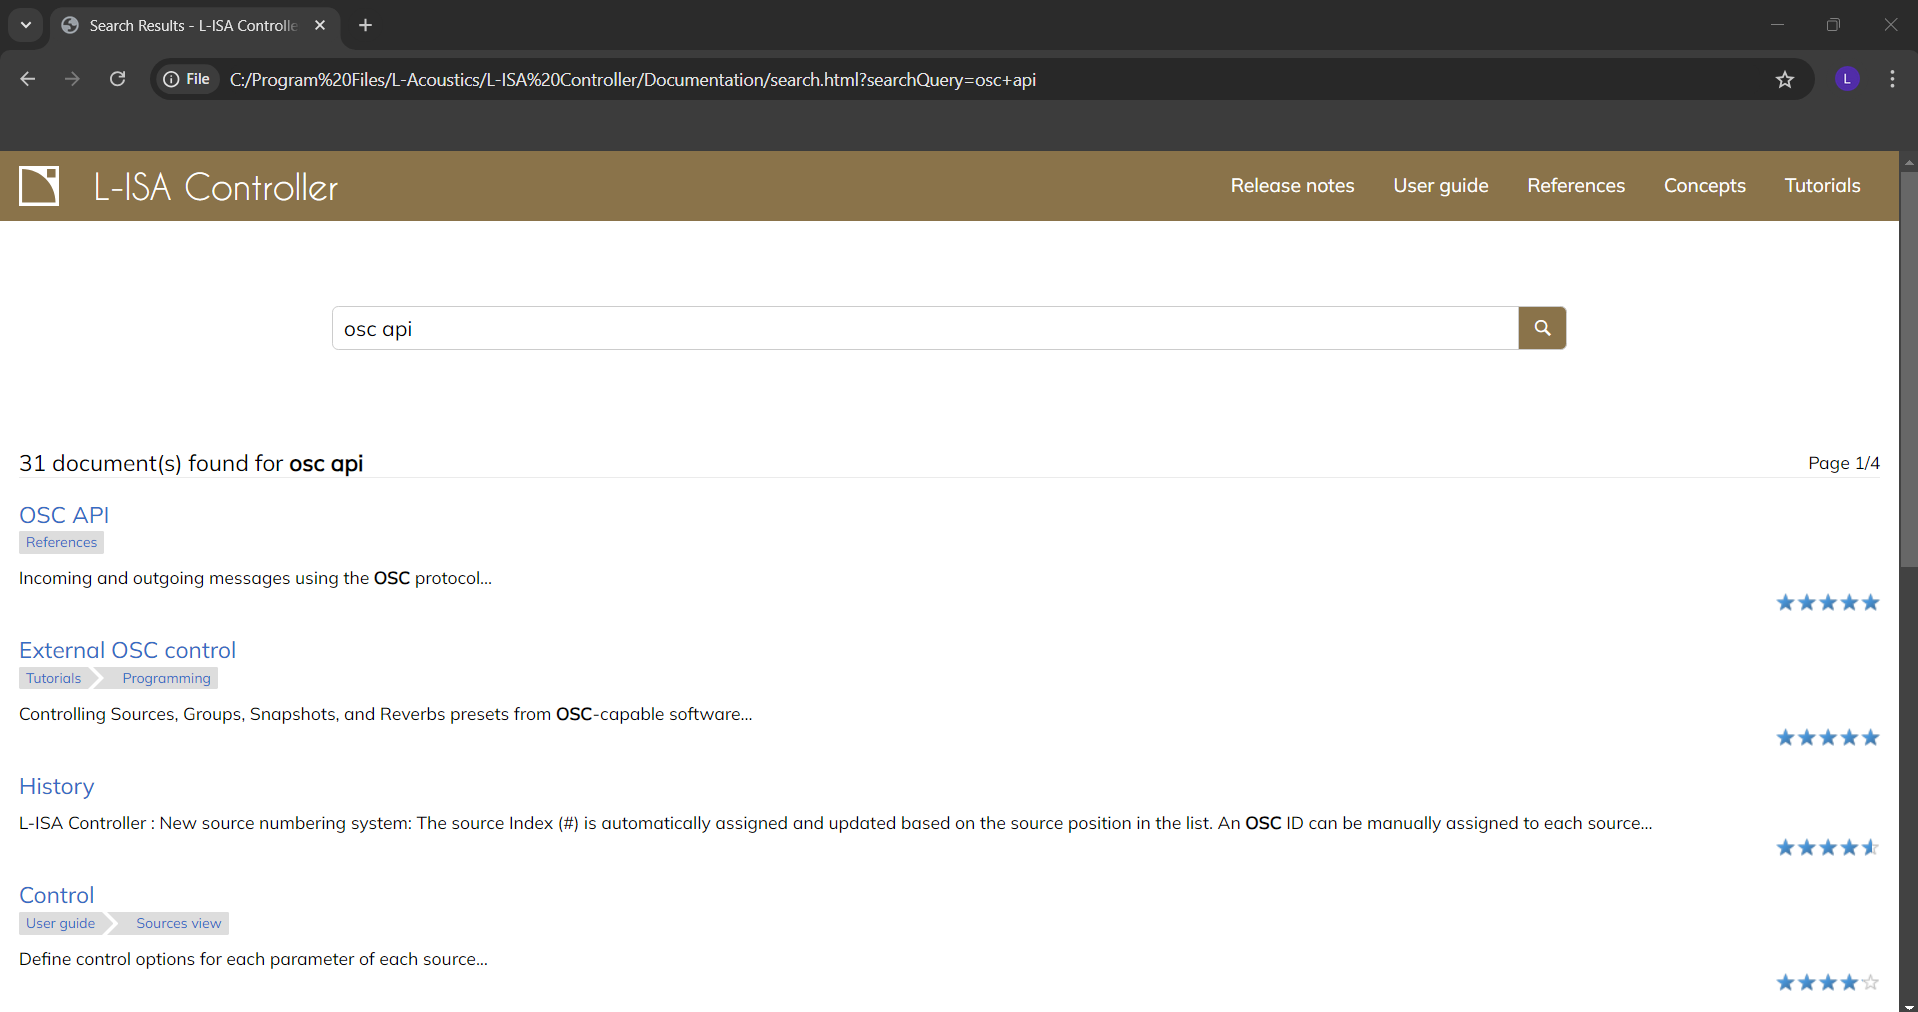 Search Results - L-ISA Controlle
File
C:/Program%20Files/L-Acoustics/L-ISA%20Controller/Documentation/search.html?searchQuery=osc+api
L
L-ISA Controller
Release notes
User guide
References
Concepts
Tutorials
osc api
31 document(s) found for osc api
Page 1/4
OSC API
References
Incoming and outgoing messages using the OSC protocol...
External OSC control
Tutorials
Programming
Controlling Sources, Groups, Snapshots, and Reverbs presets from OSC-capable software...
History
L-ISA Controller : New source numbering system: The source Index (#) is automatically assigned and updated based on the source position in the list. An OSC ID can be manually assigned to each source...
Control
User guide
Sources view
Define control options for each parameter of each source...